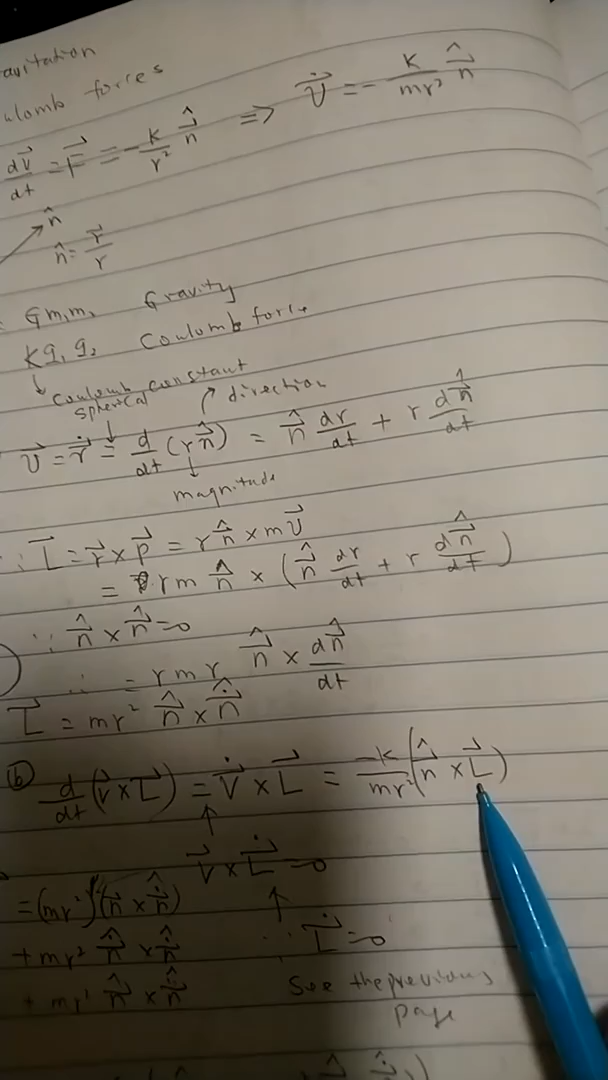 avitation
ulomb forces
dv⃗/dt = F⃗ = -K/r² n̂ ⇒ v⃗̇ = - K/mr² n̂
n̂
n̂ = r⃗/r
Gm,m₂ Gravity
Kq₁q₂ Coulomb force
↓ Coulomb constant
spherical ↗ direction
v⃗ = r⃗̇ = d/dt (r n̂) = n̂ dr/dt + r dn̂/dt
magnitude
∴ L⃗ = r⃗ × p⃗ = r n̂ × m v⃗
= r m n̂ × (n̂ dr/dt + r dn̂/dt)
∵ n̂ × n̂ = 0
∴ = r m r n̂ × dn̂/dt
L⃗ = mr² n̂ × n̂̇
(b) d/dt (v⃗ × L⃗) = v⃗̇ × L⃗ = -K/mr² (n̂ × L⃗)
↑
v⃗ × L⃗̇ = 0
= (mr²)(n̂ × n̂̇) ↑
+ mr² n̂̇ × n̂̇ ∵ L⃗̇ = 0
+ mr² n̂ × n̂̈
See the previous
page